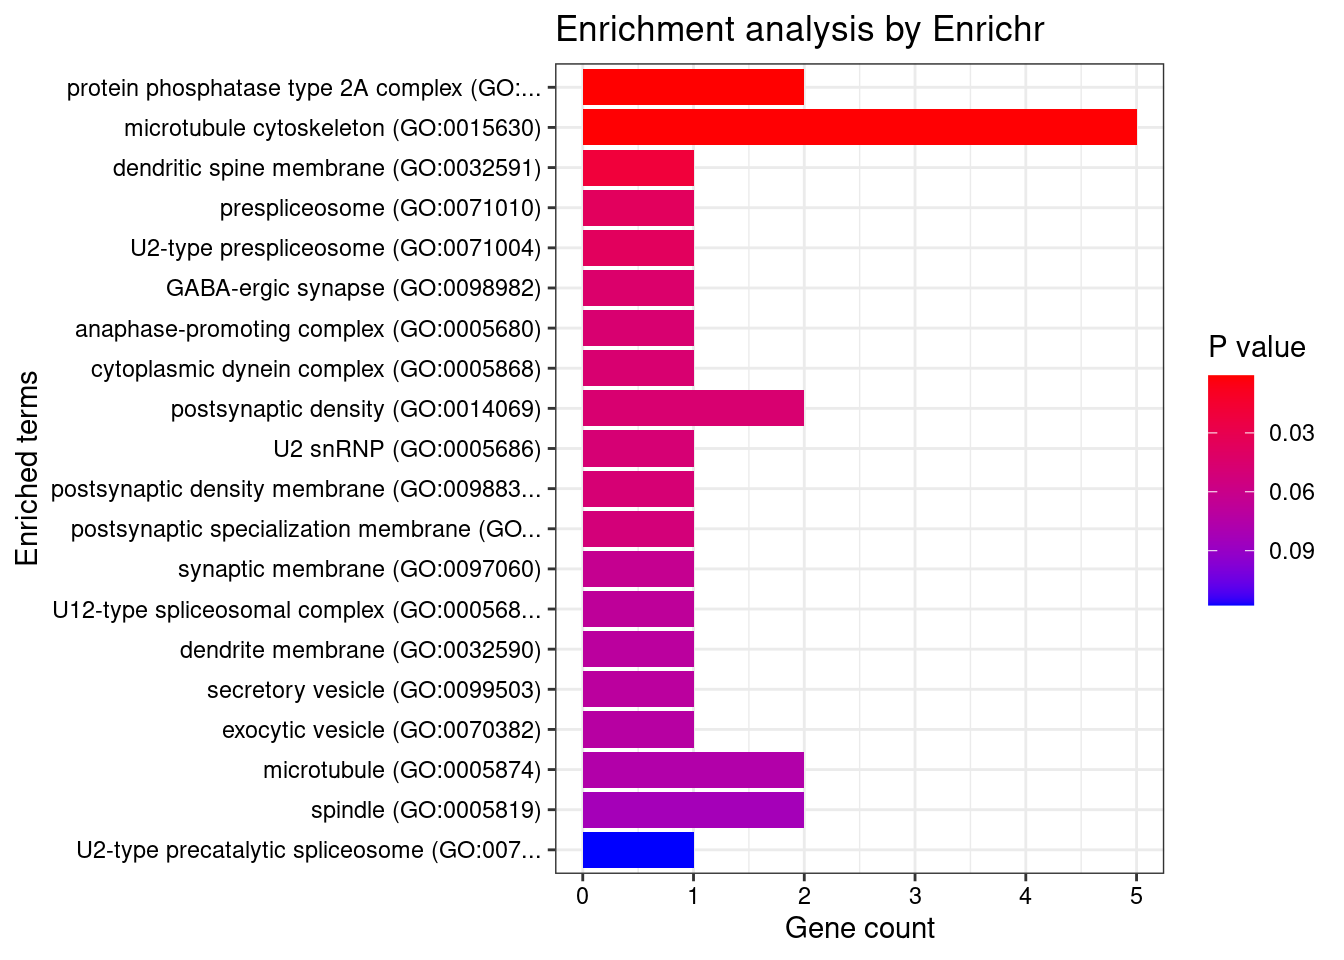 Enrichment analysis by Enrichr
protein phosphatase type 2A complex (GO:...
microtubule cytoskeleton (GO:0015630)
dendritic spine membrane (GO:0032591)
prespliceosome (GO:0071010)
U2-type prespliceosome (GO:0071004)
GABA-ergic synapse (GO:0098982)
anaphase-promoting complex (GO:0005680)
cytoplasmic dynein complex (GO:0005868)
postsynaptic density (GO:0014069)
U2 snRNP (GO:0005686)
postsynaptic density membrane (GO:009883...
postsynaptic specialization membrane (GO...
synaptic membrane (GO:0097060)
U12-type spliceosomal complex (GO:000568...
dendrite membrane (GO:0032590)
secretory vesicle (GO:0099503)
exocytic vesicle (GO:0070382)
microtubule (GO:0005874)
spindle (GO:0005819)
U2-type precatalytic spliceosome (GO:007...
Enriched terms
0 1 2 3 4 5
Gene count
P value
0.03
0.06
0.09